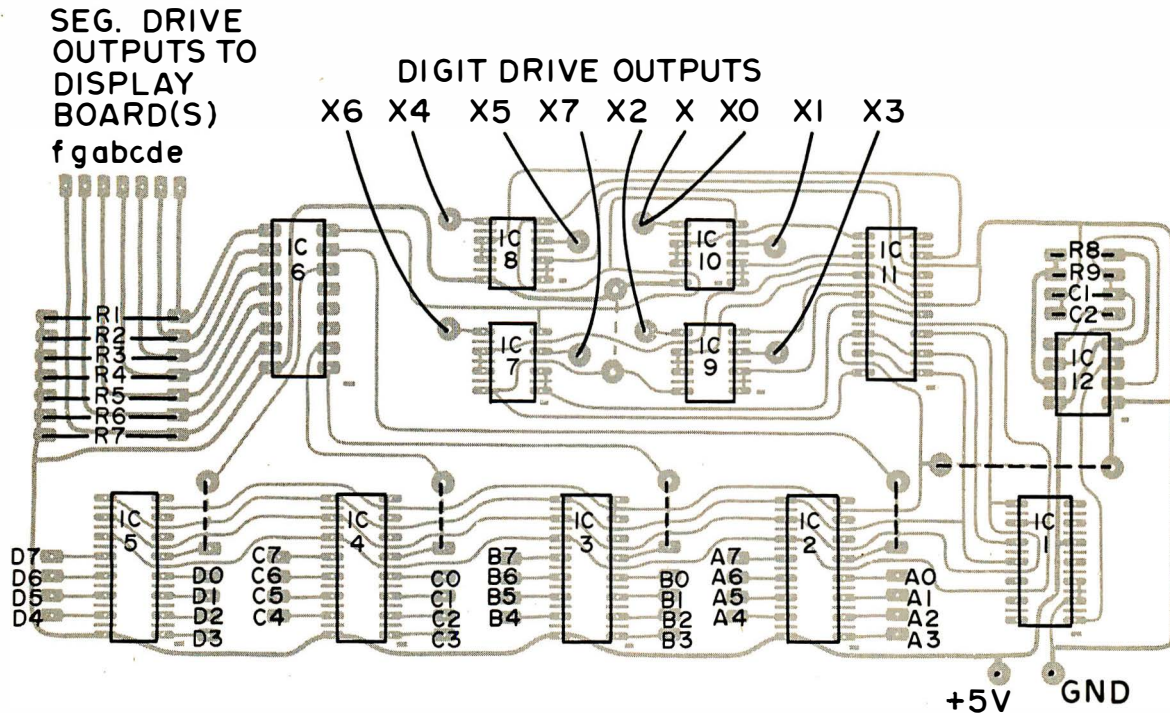 SEG. DRIVE
OUTPUTS TO
DISPLAY
BOARD(S)
f g a b c d e
DIGIT DRIVE OUTPUTS
X6 X4 X5 X7 X2 X X0 X1 X3
IC 6
IC 8
IC 10
IC 11
R8
R9
C1
C2
R1
R2
R3
R4
R5
R6
R7
IC 7
IC 9
IC 12
IC 5
IC 4
IC 3
IC 2
IC 1
D7
D6
D5
D4
D0
D1
D2
D3
C7
C6
C5
C4
C0
C1
C2
C3
B7
B6
B5
B4
B0
B1
B2
B3
A7
A6
A5
A4
A0
A1
A2
A3
+5V
GND